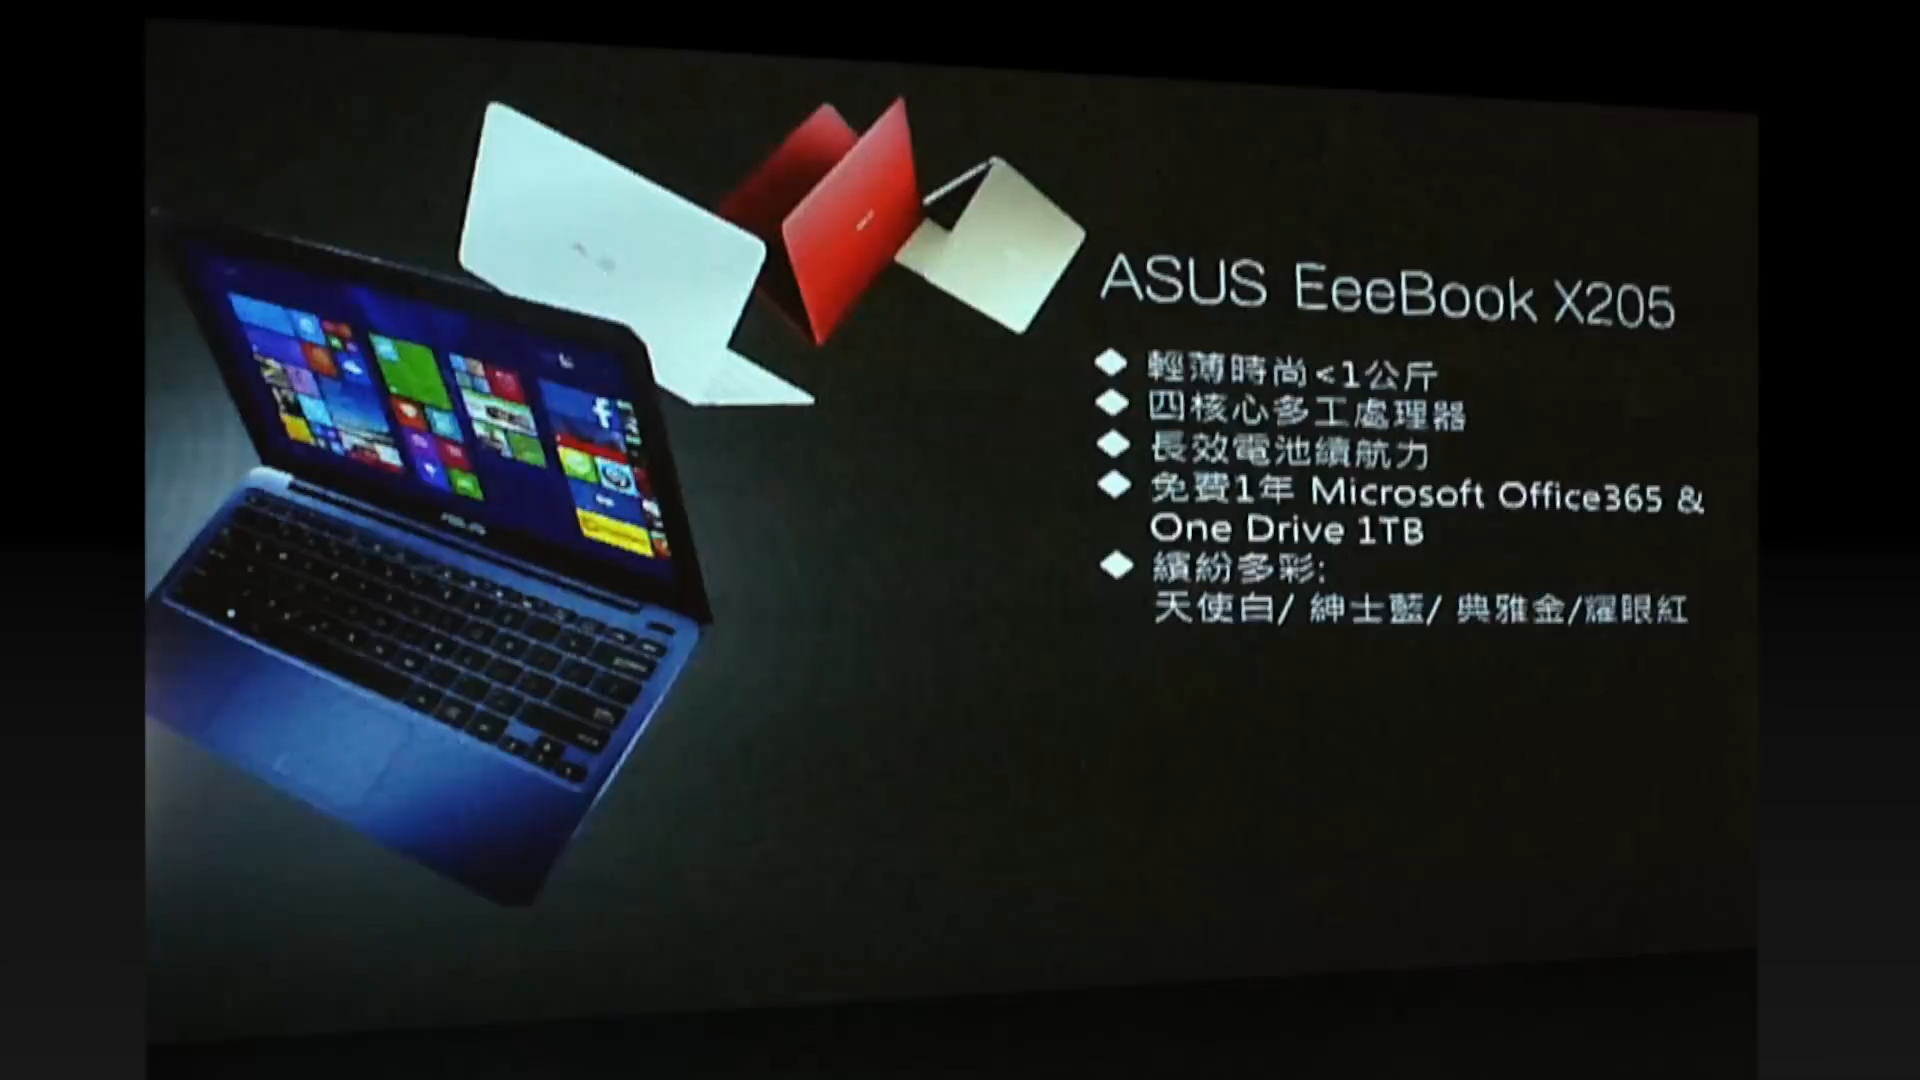 ASUS EeeBook X205
◆ 輕薄時尚<1公斤
◆ 四核心多工處理器
◆ 長效電池續航力
◆ 免費1年 Microsoft Office365 &
One Drive 1TB
◆ 繽紛多彩:
天使白/ 紳士藍/ 典雅金/耀眼紅
ASUS